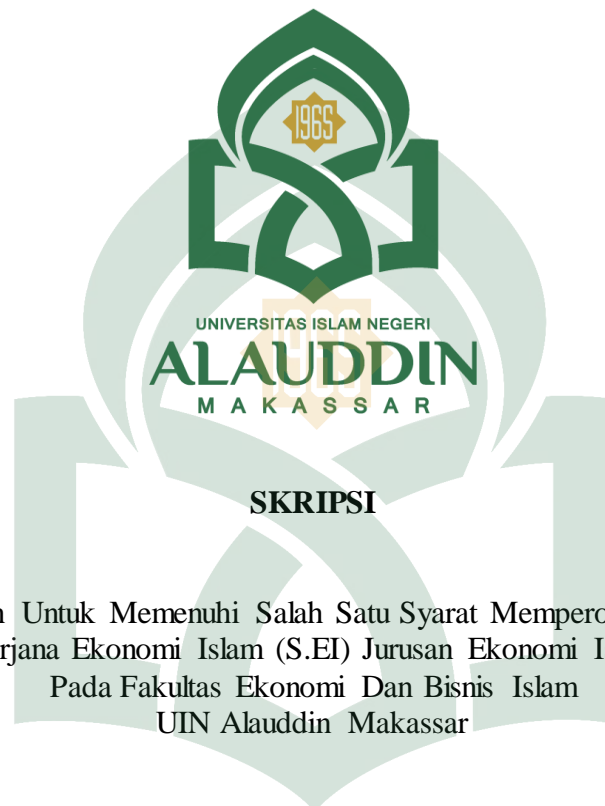 1965
UNIVERSITAS ISLAM NEGERI
ALAUDDIN
MAKASSAR
SKRIPSI
Untuk Memenuhi Salah Satu Syarat
Ekonomi Islam (S.EI) Jurusan Ekonomi
Pada Fakultas Ekonomi Dan Bisnis Islam
UIN Alauddin Makassar